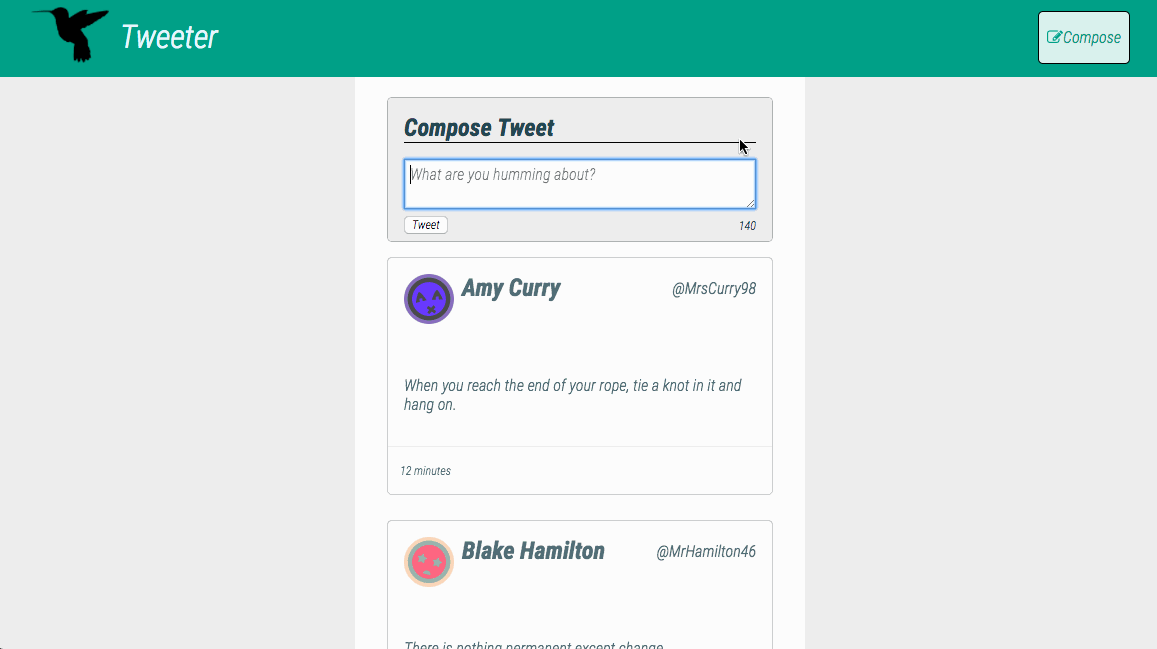 Tweeter
Compose
Compose Tweet
What are you humming about?
Tweet
140
Amy Curry
@MrsCurry98
When you reach the end of your rope, tie a knot in it and
hang on.
12 minutes
Blake Hamilton
@MrHamilton46
There is nothing permanent except change.